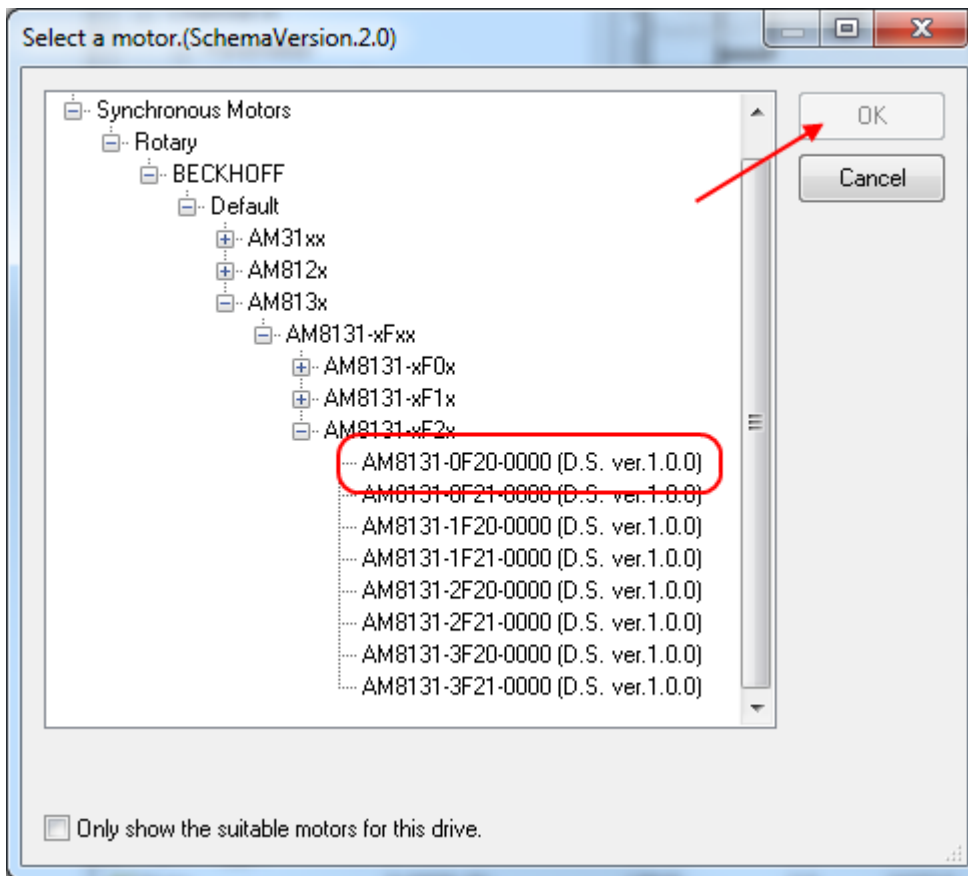 Select a motor.(SchemaVersion.2.0)
Synchronous Motors
Rotary
BECKHOFF
Default
AM31xx
AM812x
AM813x
AM8131-xFxx
AM8131-xF0x
AM8131-xF1x
AM8131-xF2x
AM8131-0F20-0000 (D.S. ver.1.0.0)
AM8131-0F21-0000 (D.S. ver.1.0.0)
AM8131-1F20-0000 (D.S. ver.1.0.0)
AM8131-1F21-0000 (D.S. ver.1.0.0)
AM8131-2F20-0000 (D.S. ver.1.0.0)
AM8131-2F21-0000 (D.S. ver.1.0.0)
AM8131-3F20-0000 (D.S. ver.1.0.0)
AM8131-3F21-0000 (D.S. ver.1.0.0)
OK
Cancel
Only show the suitable motors for this drive.